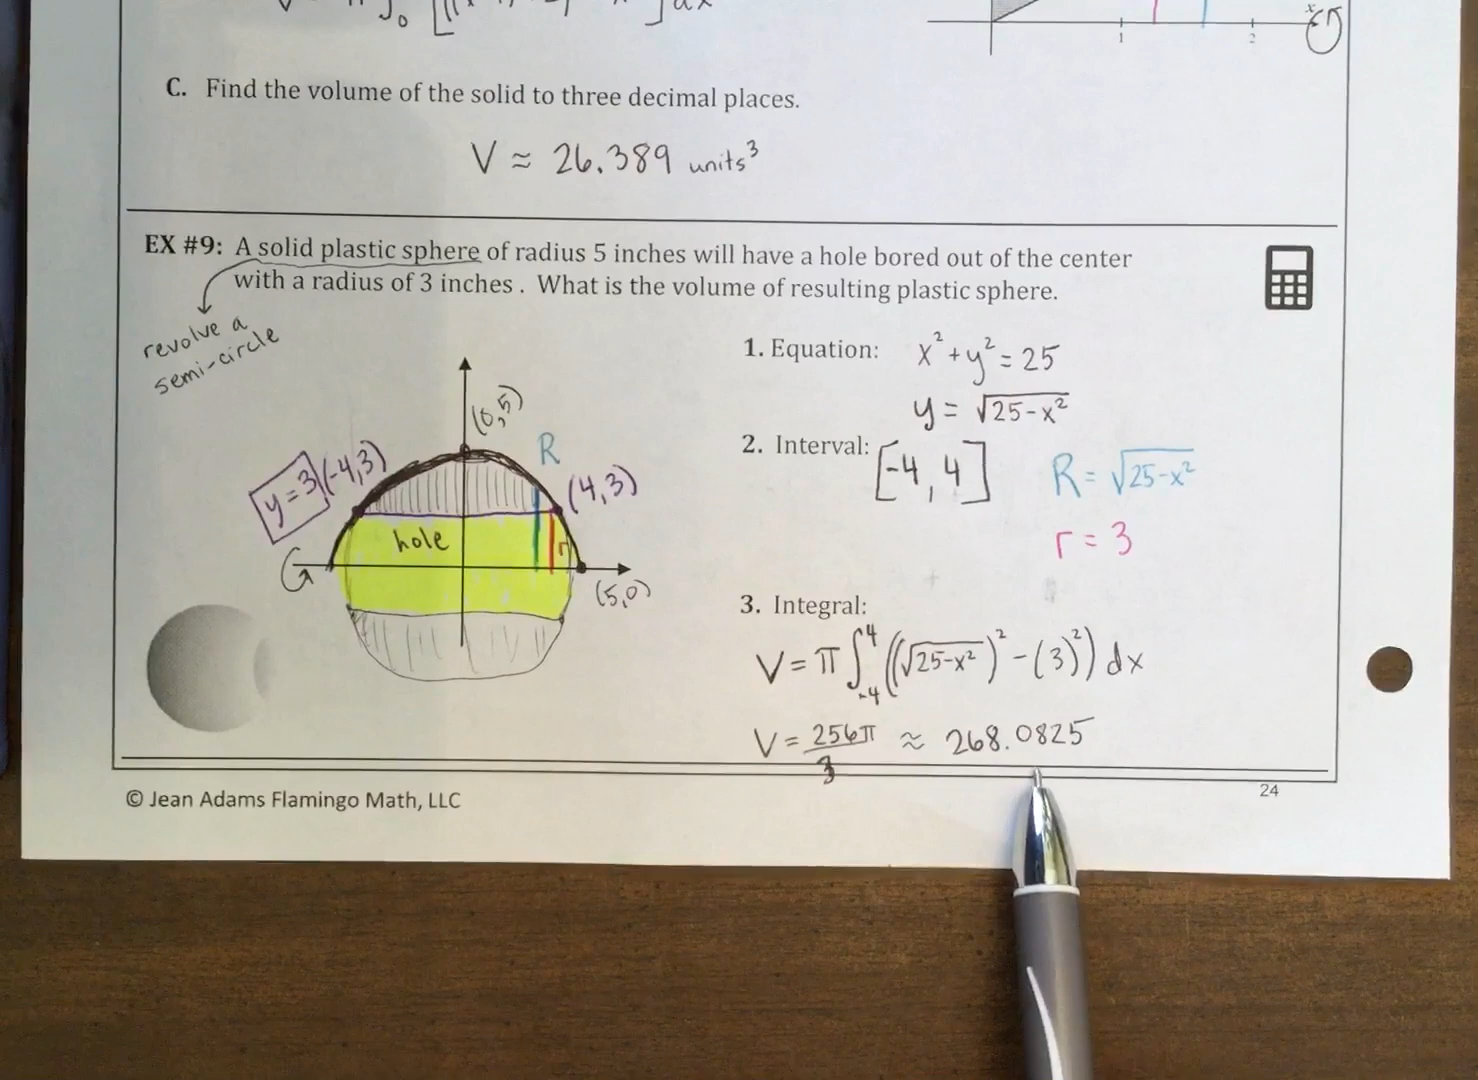 C. Find the volume of the solid to three decimal places.
V ≈ 26.389 units³
1
2
x
EX #9: A solid plastic sphere of radius 5 inches will have a hole bored out of the center
with a radius of 3 inches . What is the volume of resulting plastic sphere.
revolve a
semi-circle
1. Equation: x² + y² = 25
y = √25-x²
2. Interval: [-4, 4]
R = √25-x²
r = 3
(0,5)
R
y = 3
(-4,3)
(4,3)
hole
r
(5,0)
3. Integral:
V = π ∫₋₄⁴ ((√25-x²)² - (3)²) dx
V = 256π/3 ≈ 268.0825
© Jean Adams Flamingo Math, LLC
24